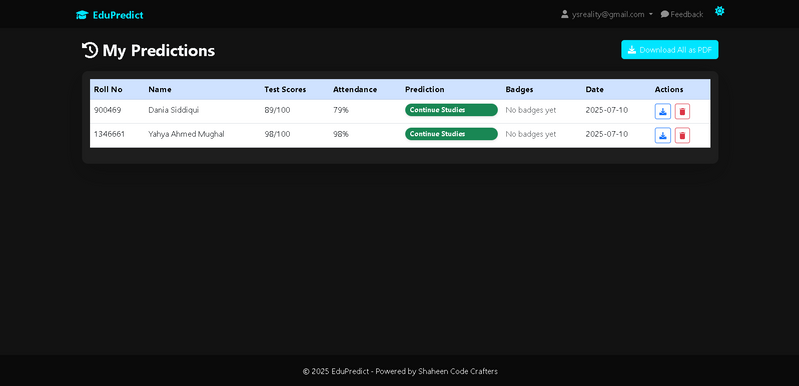 EduPredict
ysreality@gmail.com
Feedback
My Predictions
Download All as PDF
Roll No Name Test Scores Attendance Prediction Badges Date Actions
900469 Dania Siddiqui 89/100 79% Continue Studies No badges yet 2025-07-10
1346661 Yahya Ahmed Mughal 98/100 98% Continue Studies No badges yet 2025-07-10
© 2025 EduPredict - Powered by Shaheen Code Crafters